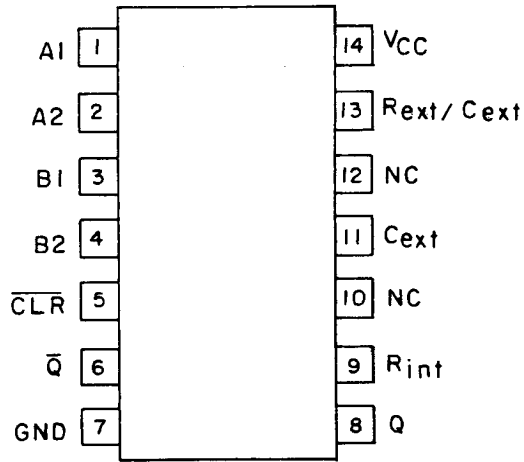 A1 1 14 VCC
A2 2 13 Rext/Cext
B1 3 12 NC
B2 4 11 Cext
C̅L̅R̅ 5 10 NC
Q̅ 6 9 Rint
GND 7 8 Q